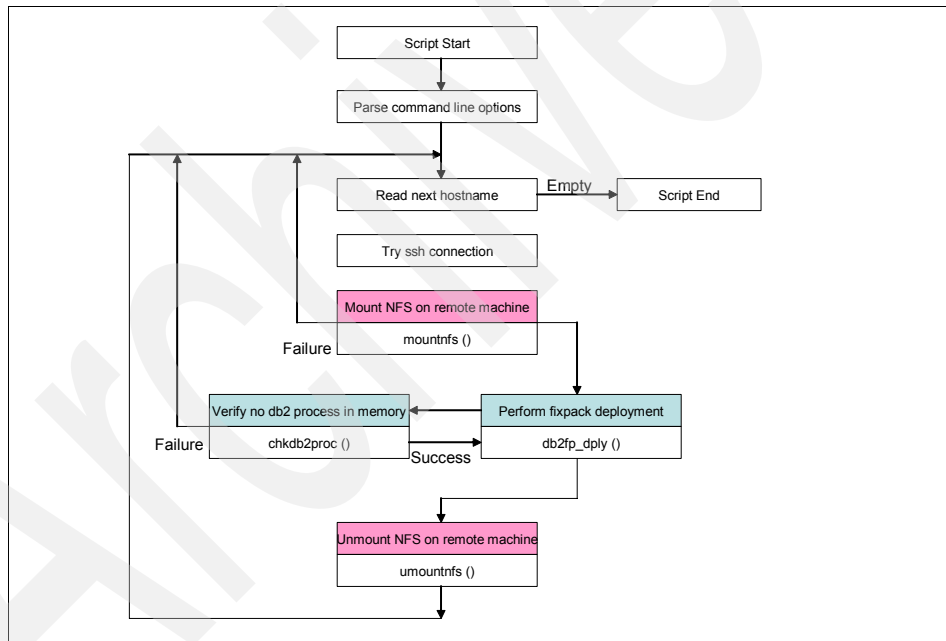 Script Start
Parse command line options
Read next hostname
Empty
Script End
Try ssh connection
Mount NFS on remote machine
mountnfs ()
Failure
Verify no db2 process in memory
Perform fixpack deployment
chkdb2proc ()
db2fp_dply ()
Failure
Success
Unmount NFS on remote machine
umountnfs ()
Archive